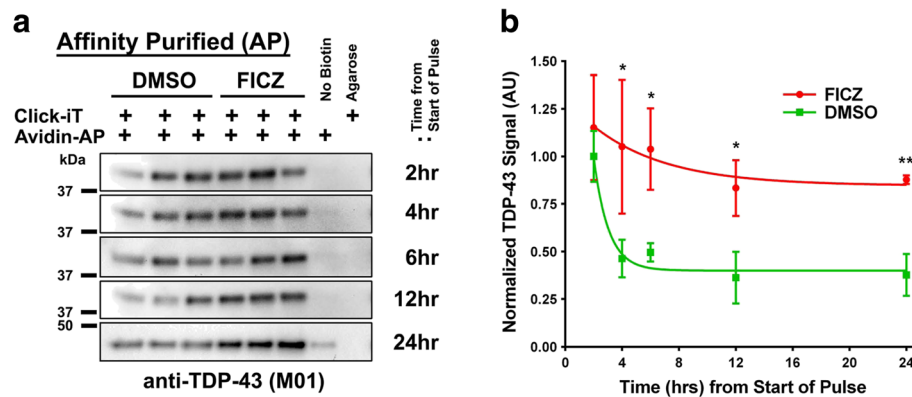 a
Affinity Purified (AP)
DMSO FICZ No Biotin Agarose Time from Start of Pulse
Click-iT + + + + + + +
Avidin-AP + + + + + + + :
kDa
37 2hr
37 4hr
37 6hr
37 12hr
50 24hr
anti-TDP-43 (M01)
b
Normalized TDP-43 Signal (AU)
1.50
1.25
1.00
0.75
0.50
0.25
0.00
* * * **
FICZ
DMSO
0 4 8 12 16 20 24
Time (hrs) from Start of Pulse